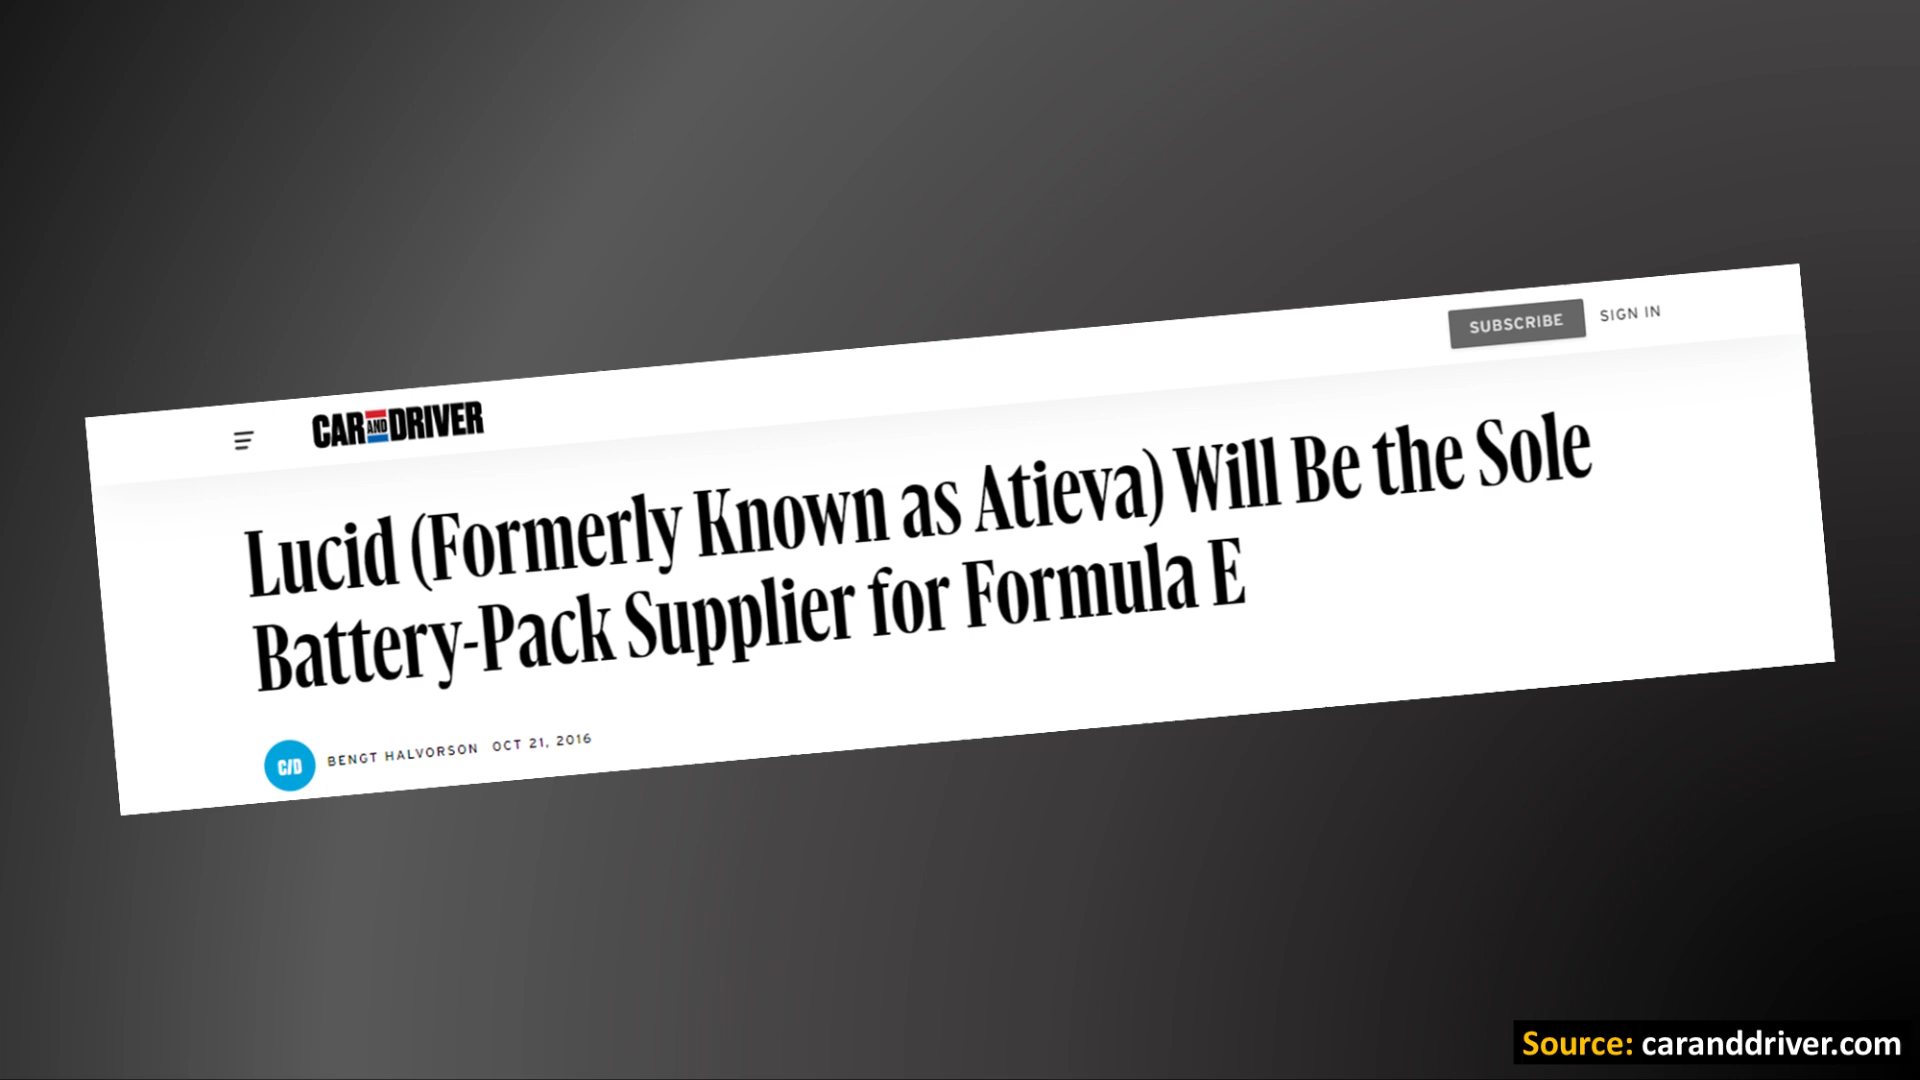 SUBSCRIBE SIGN IN
CAR AND DRIVER
Lucid (Formerly Known as Atieva) Will Be the Sole
Battery-Pack Supplier for Formula E
C/D BENGT HALVORSON OCT 21, 2016
Source: caranddriver.com